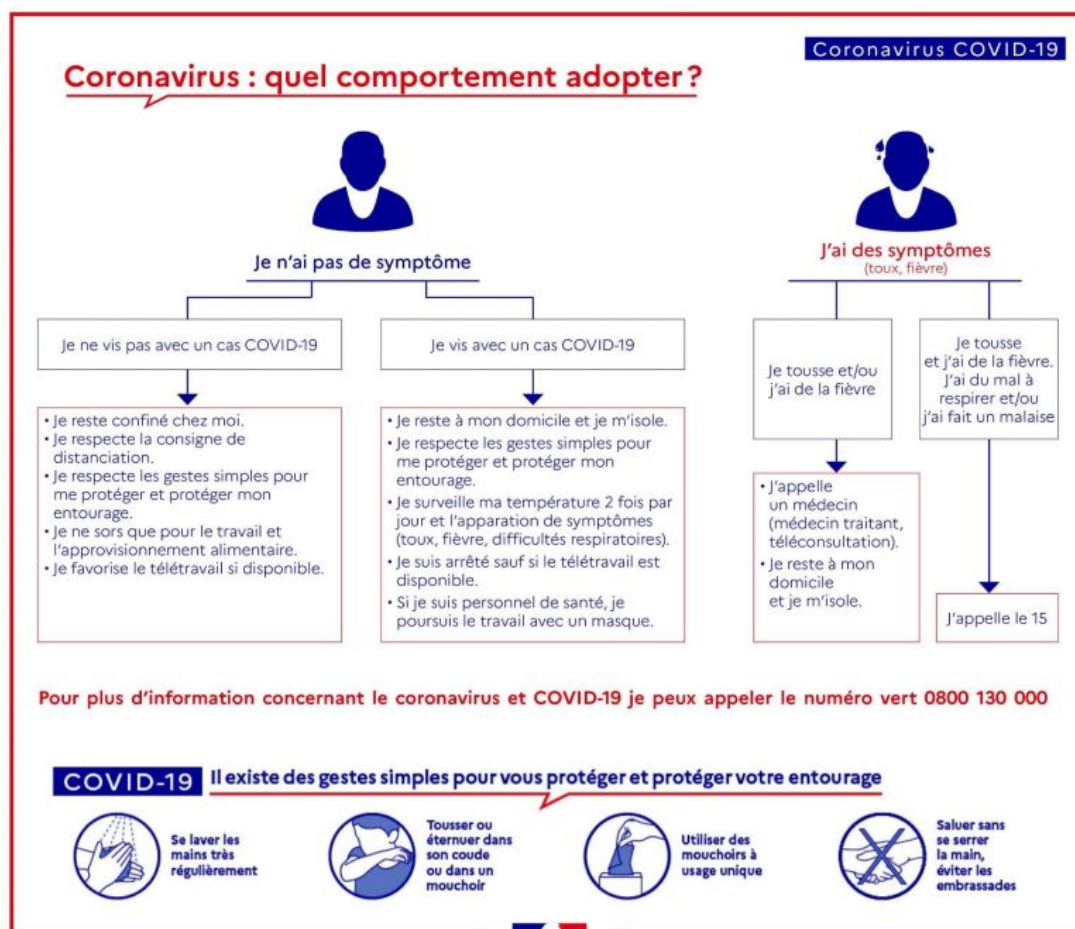 Coronavirus COVID-19
Coronavirus : quel comportement adopter ?
Je n'ai pas de symptôme
Je ne vis pas avec un cas COVID-19
• Je reste confiné chez moi.
• Je respecte la consigne de
distanciation.
• Je respecte les gestes simples pour
me protéger et protéger mon
entourage.
• Je ne sors que pour le travail et
l'approvisionnement alimentaire.
• Je favorise le télétravail si disponible.
Je vis avec un cas COVID-19
• Je reste à mon domicile et je m'isole.
• Je respecte les gestes simples pour
me protéger et protéger mon
entourage.
• Je surveille ma température 2 fois par
jour et l'apparation de symptômes
(toux, fièvre, difficultés respiratoires).
• Je suis arrêté sauf si le télétravail est
disponible.
• Si je suis personnel de santé, je
poursuis le travail avec un masque.
J'ai des symptômes
(toux, fièvre)
Je tousse et/ou
j'ai de la fièvre
• J'appelle
un médecin
(médecin traitant,
téléconsultation).
• Je reste à mon
domicile
et je m'isole.
Je tousse
et j'ai de la fièvre.
J'ai du mal à
respirer et/ou
j'ai fait un malaise
J'appelle le 15
Pour plus d'information concernant le coronavirus et COVID-19 je peux appeler le numéro vert 0800 130 000
COVID-19 Il existe des gestes simples pour vous protéger et protéger votre entourage
Se laver les
mains très
régulièrement
Tousser ou
éternuer dans
son coude
ou dans un
mouchoir
Utiliser des
mouchoirs à
usage unique
Saluer sans
se serrer
la main,
éviter les
embrassades